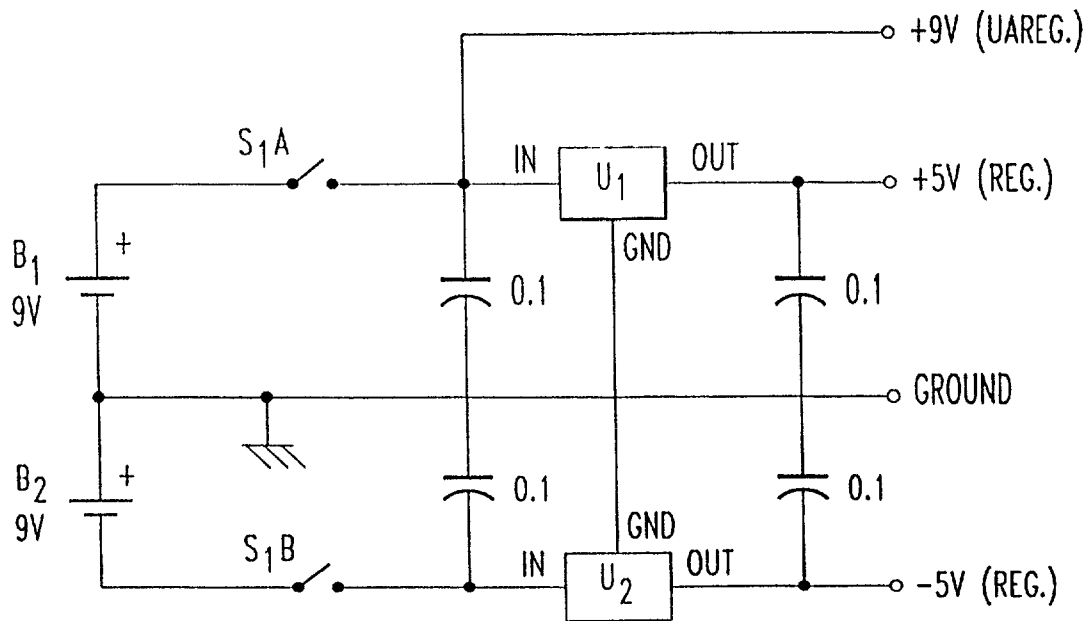 +9V (UAREG.)
S1A
IN
U1
OUT
+5V (REG.)
GND
B1
+
9V
0.1
0.1
GROUND
B2
+
9V
0.1
0.1
GND
S1B
IN
U2
OUT
-5V (REG.)